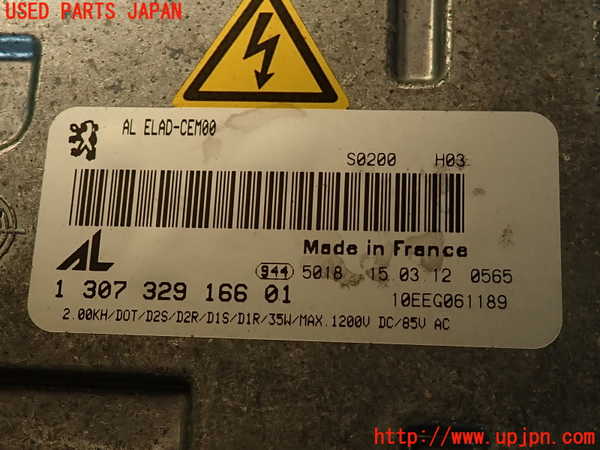 USED PARTS JAPAN
AL ELAD-CEM00
S0200 H03
AL
Made in France
944 5018 15 03 12 0565
1 307 329 166 01
10EEG061189
2.00KH/DOT/D2S/D2R/D1S/D1R/35W/MAX.1200V DC/85V AC
http://www.upjpn.com/